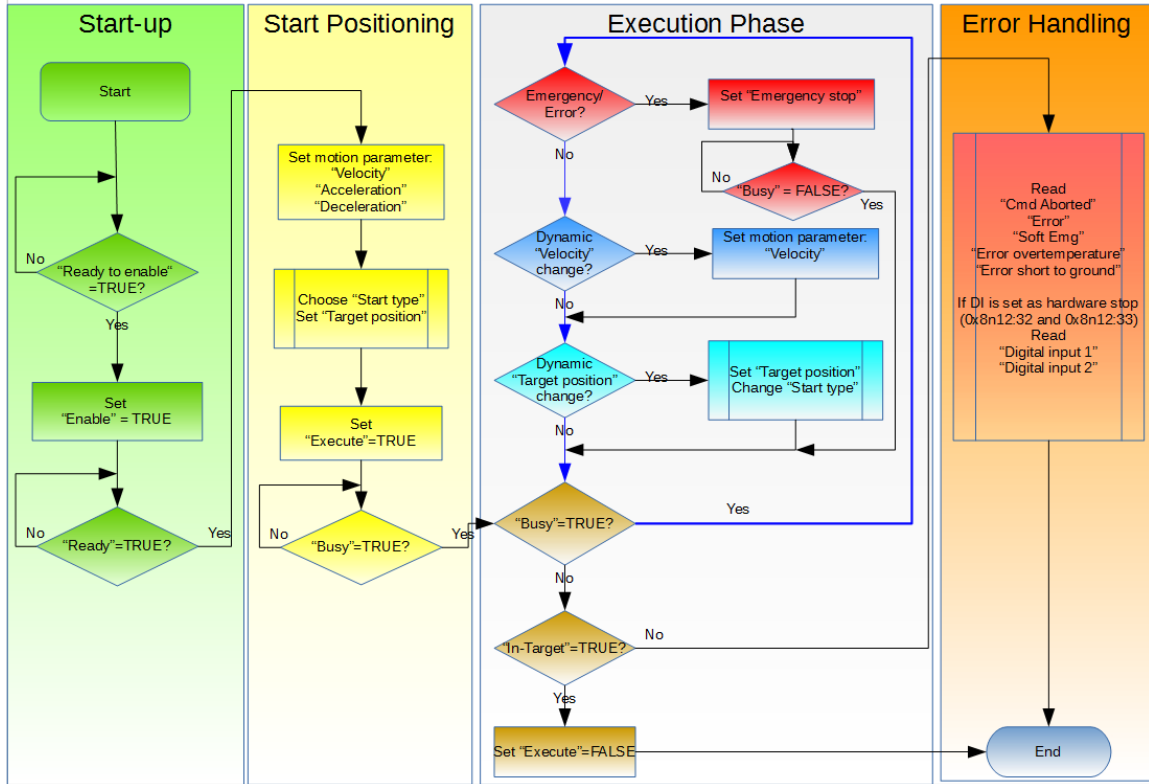 Start-up
Start
No
“Ready to enable“
=TRUE?
Yes
Set
“Enable” = TRUE
No
“Ready”=TRUE?
Yes
Start Positioning
Set motion parameter:
“Velocity”
“Acceleration”
“Deceleration”
Choose “Start type”
Set “Target position”
Set
“Execute”=TRUE
No
“Busy”=TRUE?
Yes
Execution Phase
Emergency/
Error?
Yes
Set “Emergency stop”
No
No
“Busy” = FALSE?
Yes
Dynamic
“Velocity”
change?
Yes
Set motion parameter:
“Velocity”
No
Dynamic
“Target position”
change?
Yes
Set “Target position”
Change “Start type”
No
“Busy”=TRUE?
Yes
No
“In-Target”=TRUE?
No
Yes
Set “Execute”=FALSE
Error Handling
Read
“Cmd Aborted”
“Error”
“Soft Emg”
“Error overtemperature”
“Error short to ground”
If DI is set as hardware stop
(0x8n12:32 and 0x8n12:33)
Read
“Digital input 1”
“Digital input 2”
End